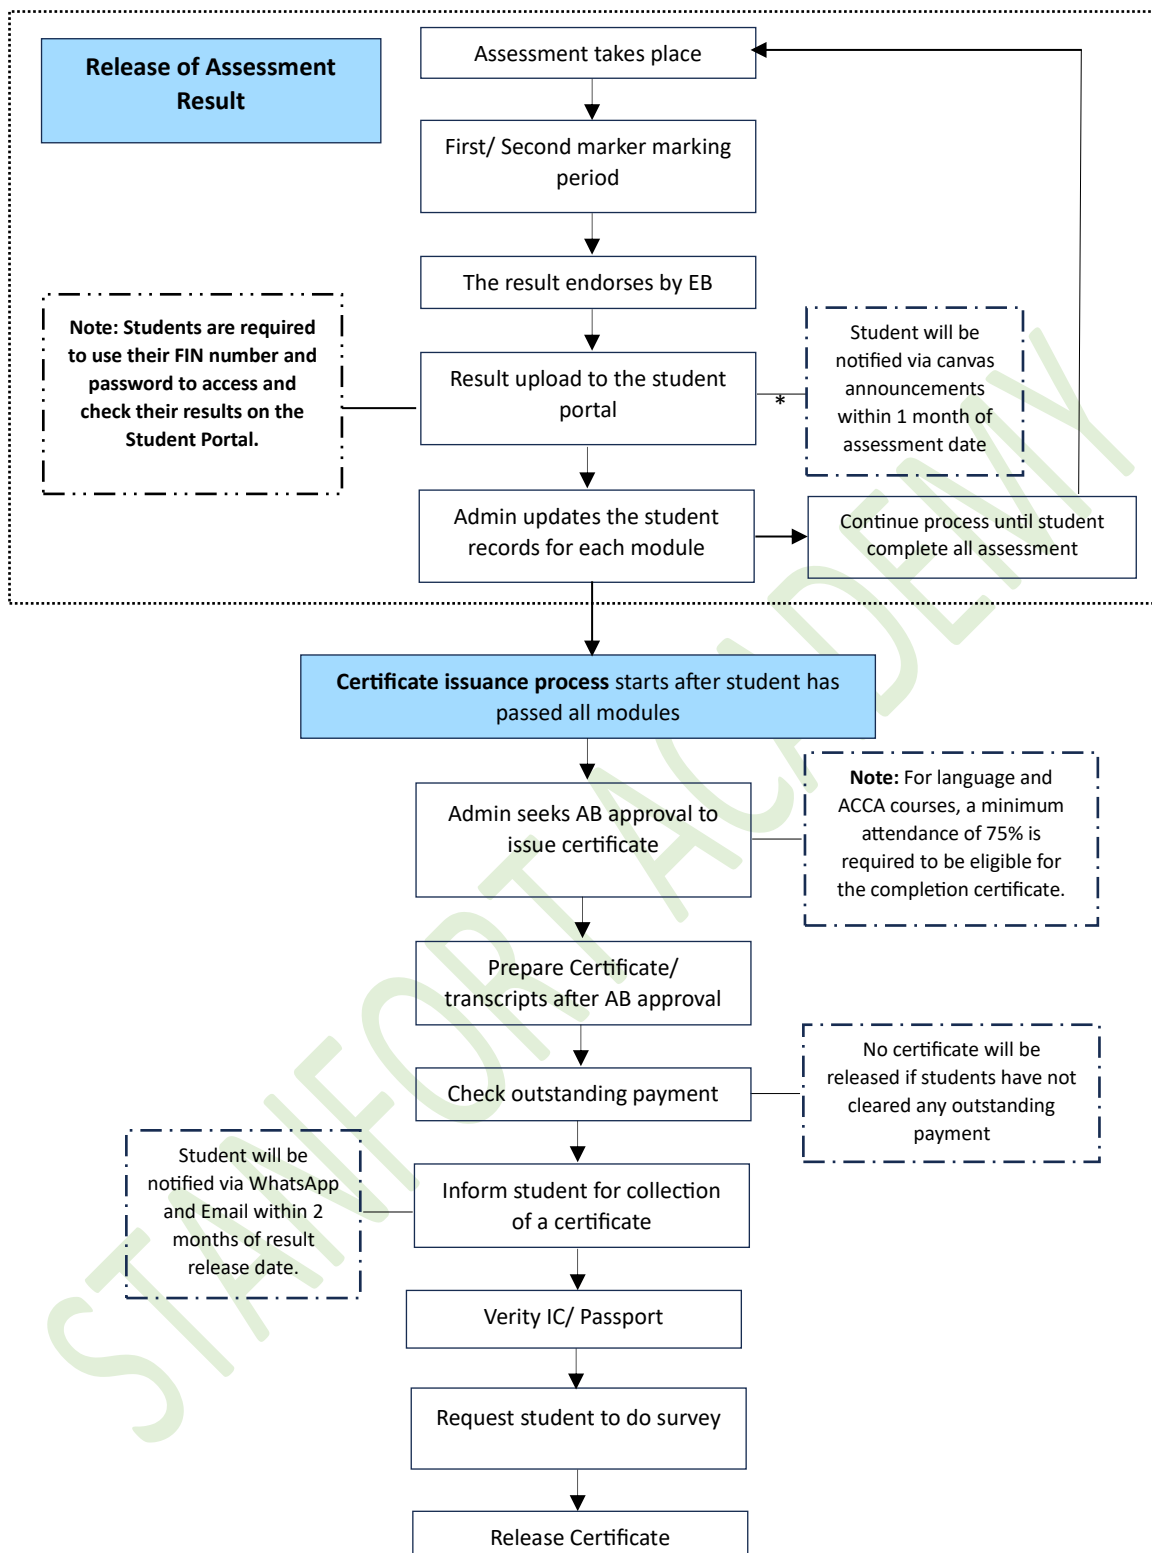 Release of Assessment
Result
Assessment takes place
First/ Second marker marking
period
The result endorses by EB
Note: Students are required
to use their FIN number and
password to access and
check their results on the
Student Portal.
Result upload to the student
portal
*
Student will be
notified via canvas
announcements
within 1 month of
assessment date
Admin updates the student
records for each module
Continue process until student
complete all assessment
Certificate issuance process starts after student has
passed all modules
Admin seeks AB approval to
issue certificate
Note: For language and
ACCA courses, a minimum
attendance of 75% is
required to be eligible for
the completion certificate.
Prepare Certificate/
transcripts after AB approval
Check outstanding payment
No certificate will be
released if students have not
cleared any outstanding
payment
Student will be
notified via WhatsApp
and Email within 2
months of result
release date.
Inform student for collection
of a certificate
Verity IC/ Passport
Request student to do survey
Release Certificate
STANFORT ACADEMY